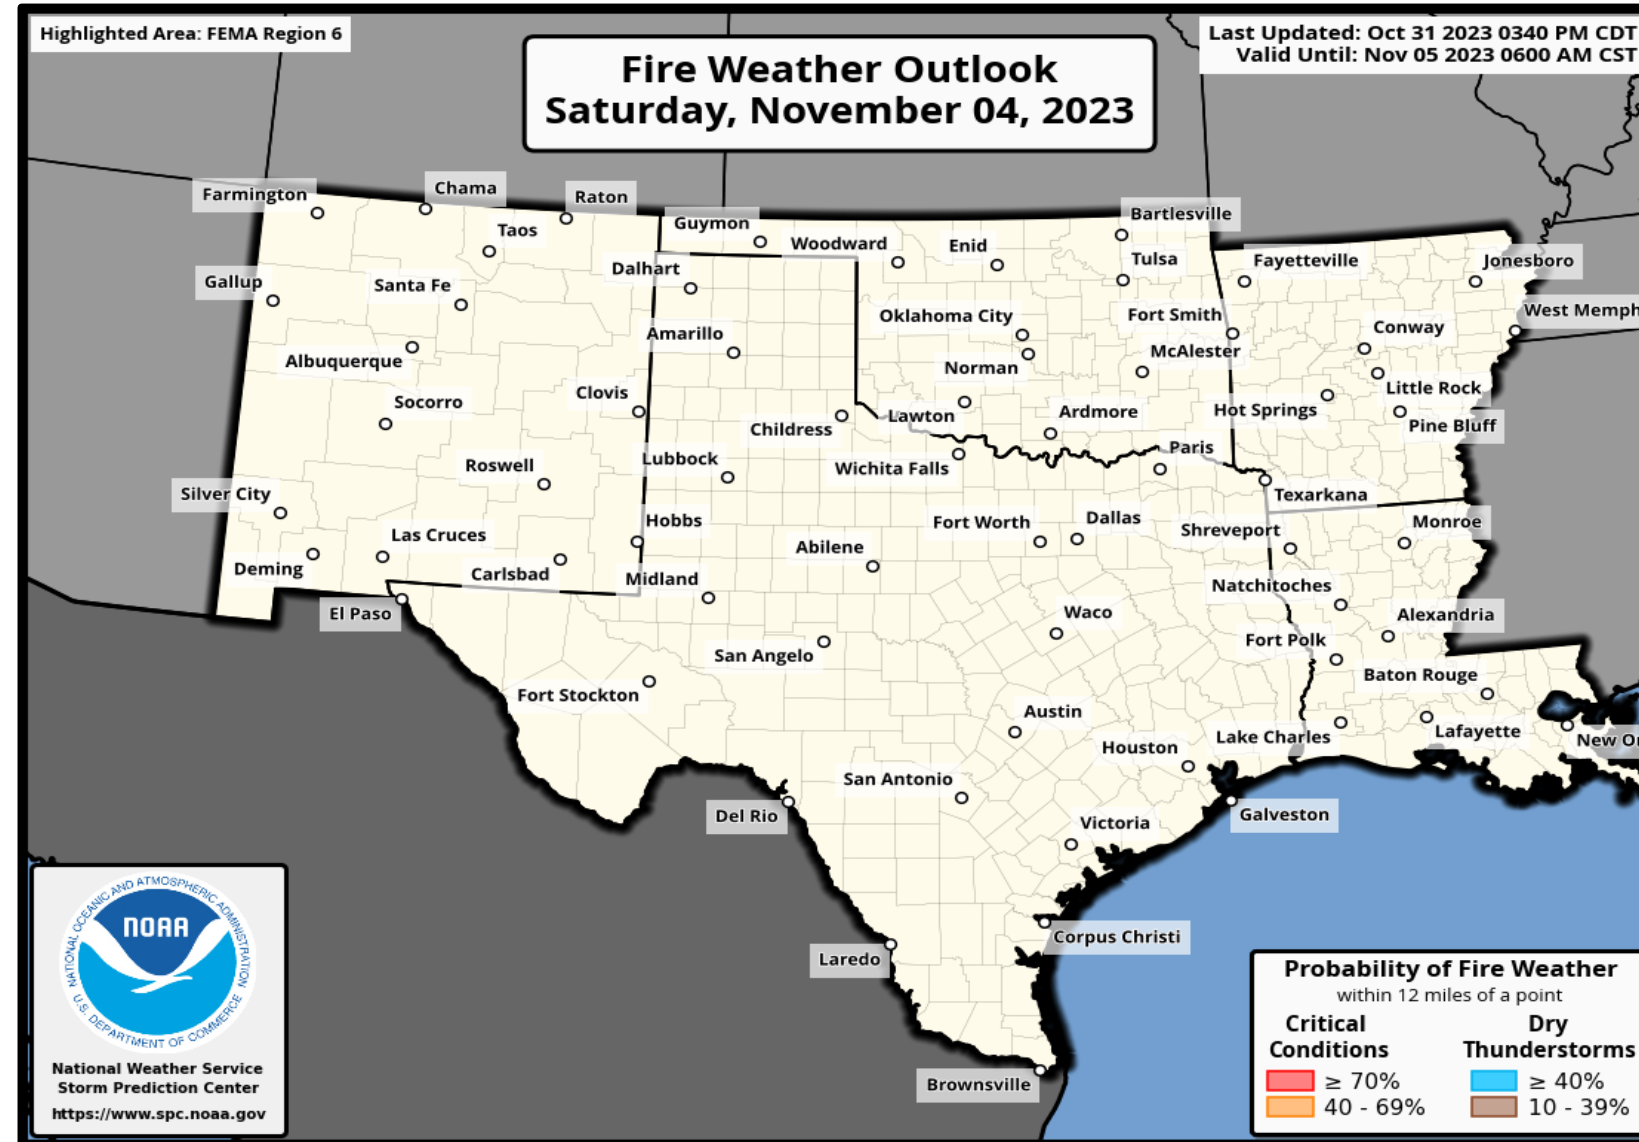 Highlighted Area: FEMA Region 6
Fire Weather Outlook
Saturday, November 04, 2023
Last Updated: Oct 31 2023 0340 PM CDT
Valid Until: Nov 05 2023 0600 AM CST
Farmington
Chama
Raton
Taos
Guymon
Woodward
Enid
Bartlesville
Tulsa
Fayetteville
Jonesboro
Gallup
Santa Fe
Dalhart
Oklahoma City
Fort Smith
West Memph
Albuquerque
Amarillo
Norman
McAlester
Conway
Socorro
Clovis
Childress
Lawton
Ardmore
Hot Springs
Little Rock
Pine Bluff
Roswell
Lubbock
Wichita Falls
Paris
Silver City
Texarkana
Las Cruces
Hobbs
Abilene
Fort Worth
Dallas
Shreveport
Monroe
Deming
Carlsbad
Midland
Natchitoches
El Paso
Waco
Alexandria
San Angelo
Fort Polk
Fort Stockton
Baton Rouge
Austin
Houston
Lake Charles
Lafayette
New Or
San Antonio
Del Rio
Victoria
Galveston
Laredo
Corpus Christi
Brownsville
NATIONAL OCEANIC AND ATMOSPHERIC ADMINISTRATION
NOAA
U.S. DEPARTMENT OF COMMERCE
National Weather Service
Storm Prediction Center
https://www.spc.noaa.gov
Probability of Fire Weather
within 12 miles of a point
Critical
Conditions
≥ 70%
40 - 69%
Dry
Thunderstorms
≥ 40%
10 - 39%